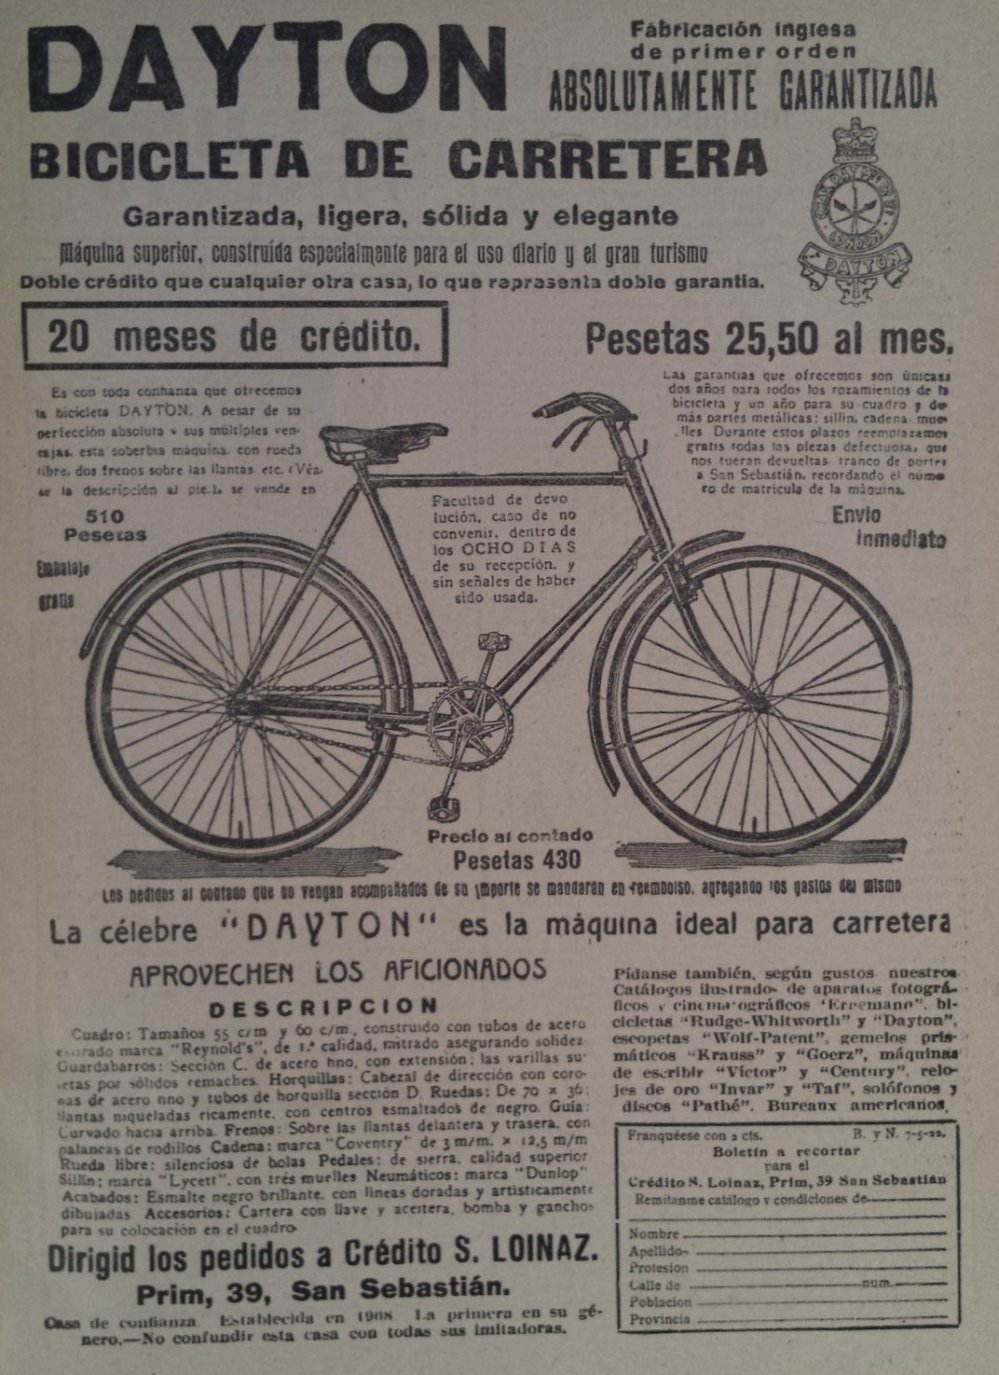 DAYTON
Fabricación inglesa
de primer orden
ABSOLUTAMENTE GARANTIZADA
BICICLETA DE CARRETERA
Garantizada, ligera, sólida y elegante
Máquina superior, construída especialmente para el uso diario y el gran turismo
Doble crédito que cualquier otra casa, lo que representa doble garantía.
LONDON
DAYTON
20 meses de crédito.
Pesetas 25,50 al mes.
Es con toda confianza que ofrecemos
la bicicleta DAYTON. A pesar de su
perfección absoluta y sus múltiples ven-
tajas, esta soberbia máquina, con rueda
libre, dos frenos sobre las llantas, etc. (Véa-
se la descripción al pie.), se vende en
510
Pesetas
Embalaje
gratis
Las garantías que ofrecemos son únicas:
dos años para todos los rozamientos de la
bicicleta y un año para su cuadro y de-
más partes metálicas: sillín, cadena, mue-
lles. Durante estos plazos reemplazamos
gratis todas las piezas defectuosas que
nos fueran devueltas, franco de portes
a San Sebastián, recordando el núme-
ro de matrícula de la máquina.
Envío
inmediato
Facultad de devo
lución, caso de no
convenir, dentro de
los OCHO DIAS
de su recepción, y
sin señales de haber
sido usada.
Precio al contado
Pesetas 430
Los pedidos al contado que no vengan acompañados de su importe se mandarán en reembolso, agregando los gastos del mismo
La célebre "DAYTON" es la máquina ideal para carretera
APROVECHEN LOS AFICIONADOS
DESCRIPCION
Cuadro: Tamaños 55 c/m y 60 c/m, construido con tubos de acero
estirado marca "Reynold's", de 1.ª calidad, mitrado asegurando solidez
Guardabarros: Sección C. de acero fino, con extensión; las varillas su-
jetas por sólidos remaches. Horquillas: Cabezal de dirección con coro-
nas de acero fino y tubos de horquilla sección D. Ruedas: De 70 × 36;
llantas niqueladas ricamente, con centros esmaltados de negro. Guía:
Curvado hacia arriba. Frenos: Sobre las llantas delantera y trasera, con
palancas de rodillos Cadena: marca "Coventry" de 3 m/m. × 12,5 m/m
Rueda libre: silenciosa de bolas Pedales: de sierra, calidad superior
Sillín: marca "Lycett", con tres muelles Neumáticos: marca "Dunlop"
Acabados: Esmalte negro brillante, con líneas doradas y artísticamente
dibujadas Accesorios: Cartera con llave y aceitera, bomba y ganchos
para su colocación en el cuadro
Dirigid los pedidos a Crédito S. LOINAZ.
Prim, 39, San Sebastián.
Casa de confianza Establecida en 1908 La primera en su gé-
nero.—No confundir esta casa con todas sus imitadoras.
Pídanse también, según gustos nuestros
Catálogos ilustrados de aparatos fotográ-
ficos y cinematográficos "Ernemann", bi-
cicletas "Rudge-Whitworth" y "Dayton",
escopetas "Wolf-Patent", gemelos pris-
máticos "Krauss" y "Goerz", máquinas
de escribir "Víctor" y "Century", relo-
jes de oro "Invar" y "Taf", solófonos y
discos "Pathé". Bureaux americanos.
Franquéese con 2 cts. B. y N. 7-5-22.
Boletín a recortar
para el
Crédito S. Loinaz, Prim, 39 San Sebastián
Remítanme catálogo y condiciones de
Nombre
Apellidos
Profesión
Calle de num.
Población
Provincia